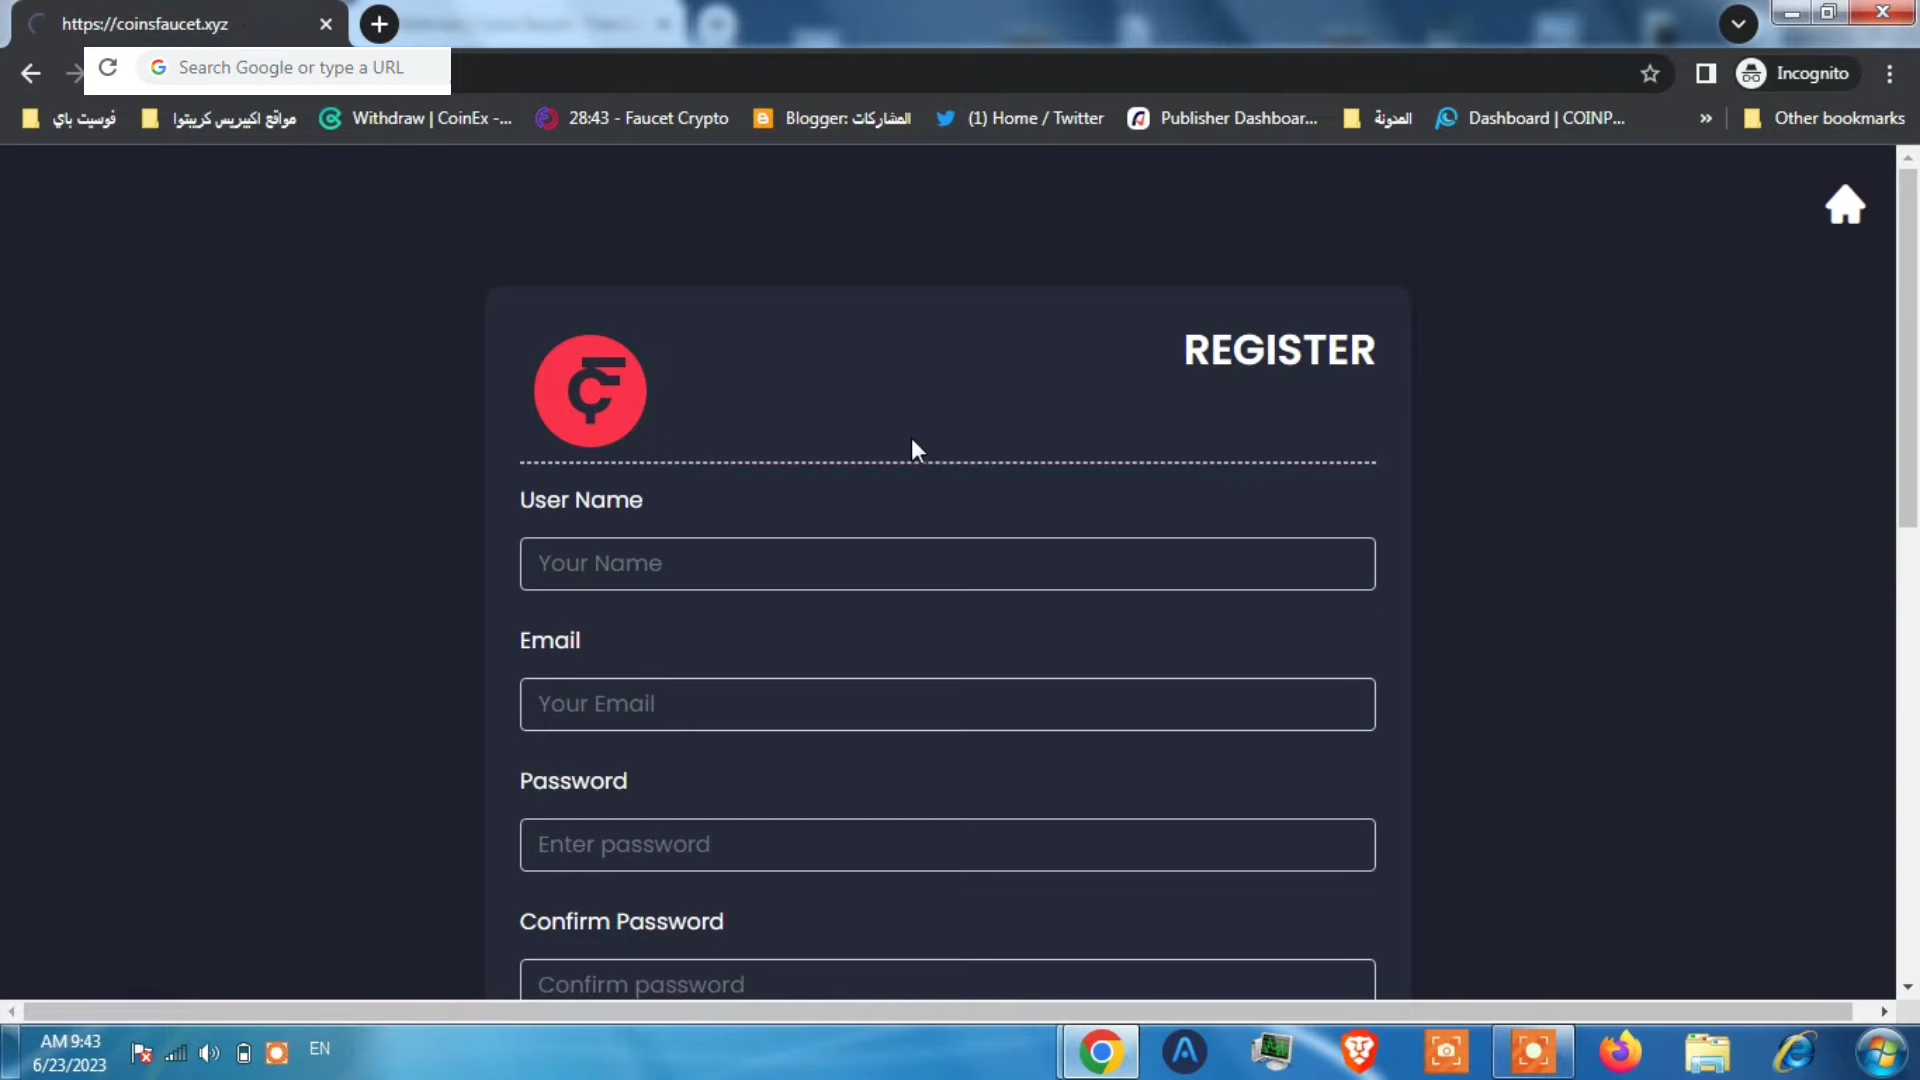 https://coinsfaucet.xyz
Search Google or type a URL
Incognito
فوسيت باي
مواقع اكسبريس كريبتوا
Withdraw | CoinEx -...
28:43 - Faucet Crypto
Blogger: المشاركات
(1) Home / Twitter
Publisher Dashboar...
المدونة
Dashboard | COINP...
»
Other bookmarks
REGISTER
User Name
Your Name
Email
Your Email
Password
Enter password
Confirm Password
Confirm password
AM 9:43
6/23/2023
EN